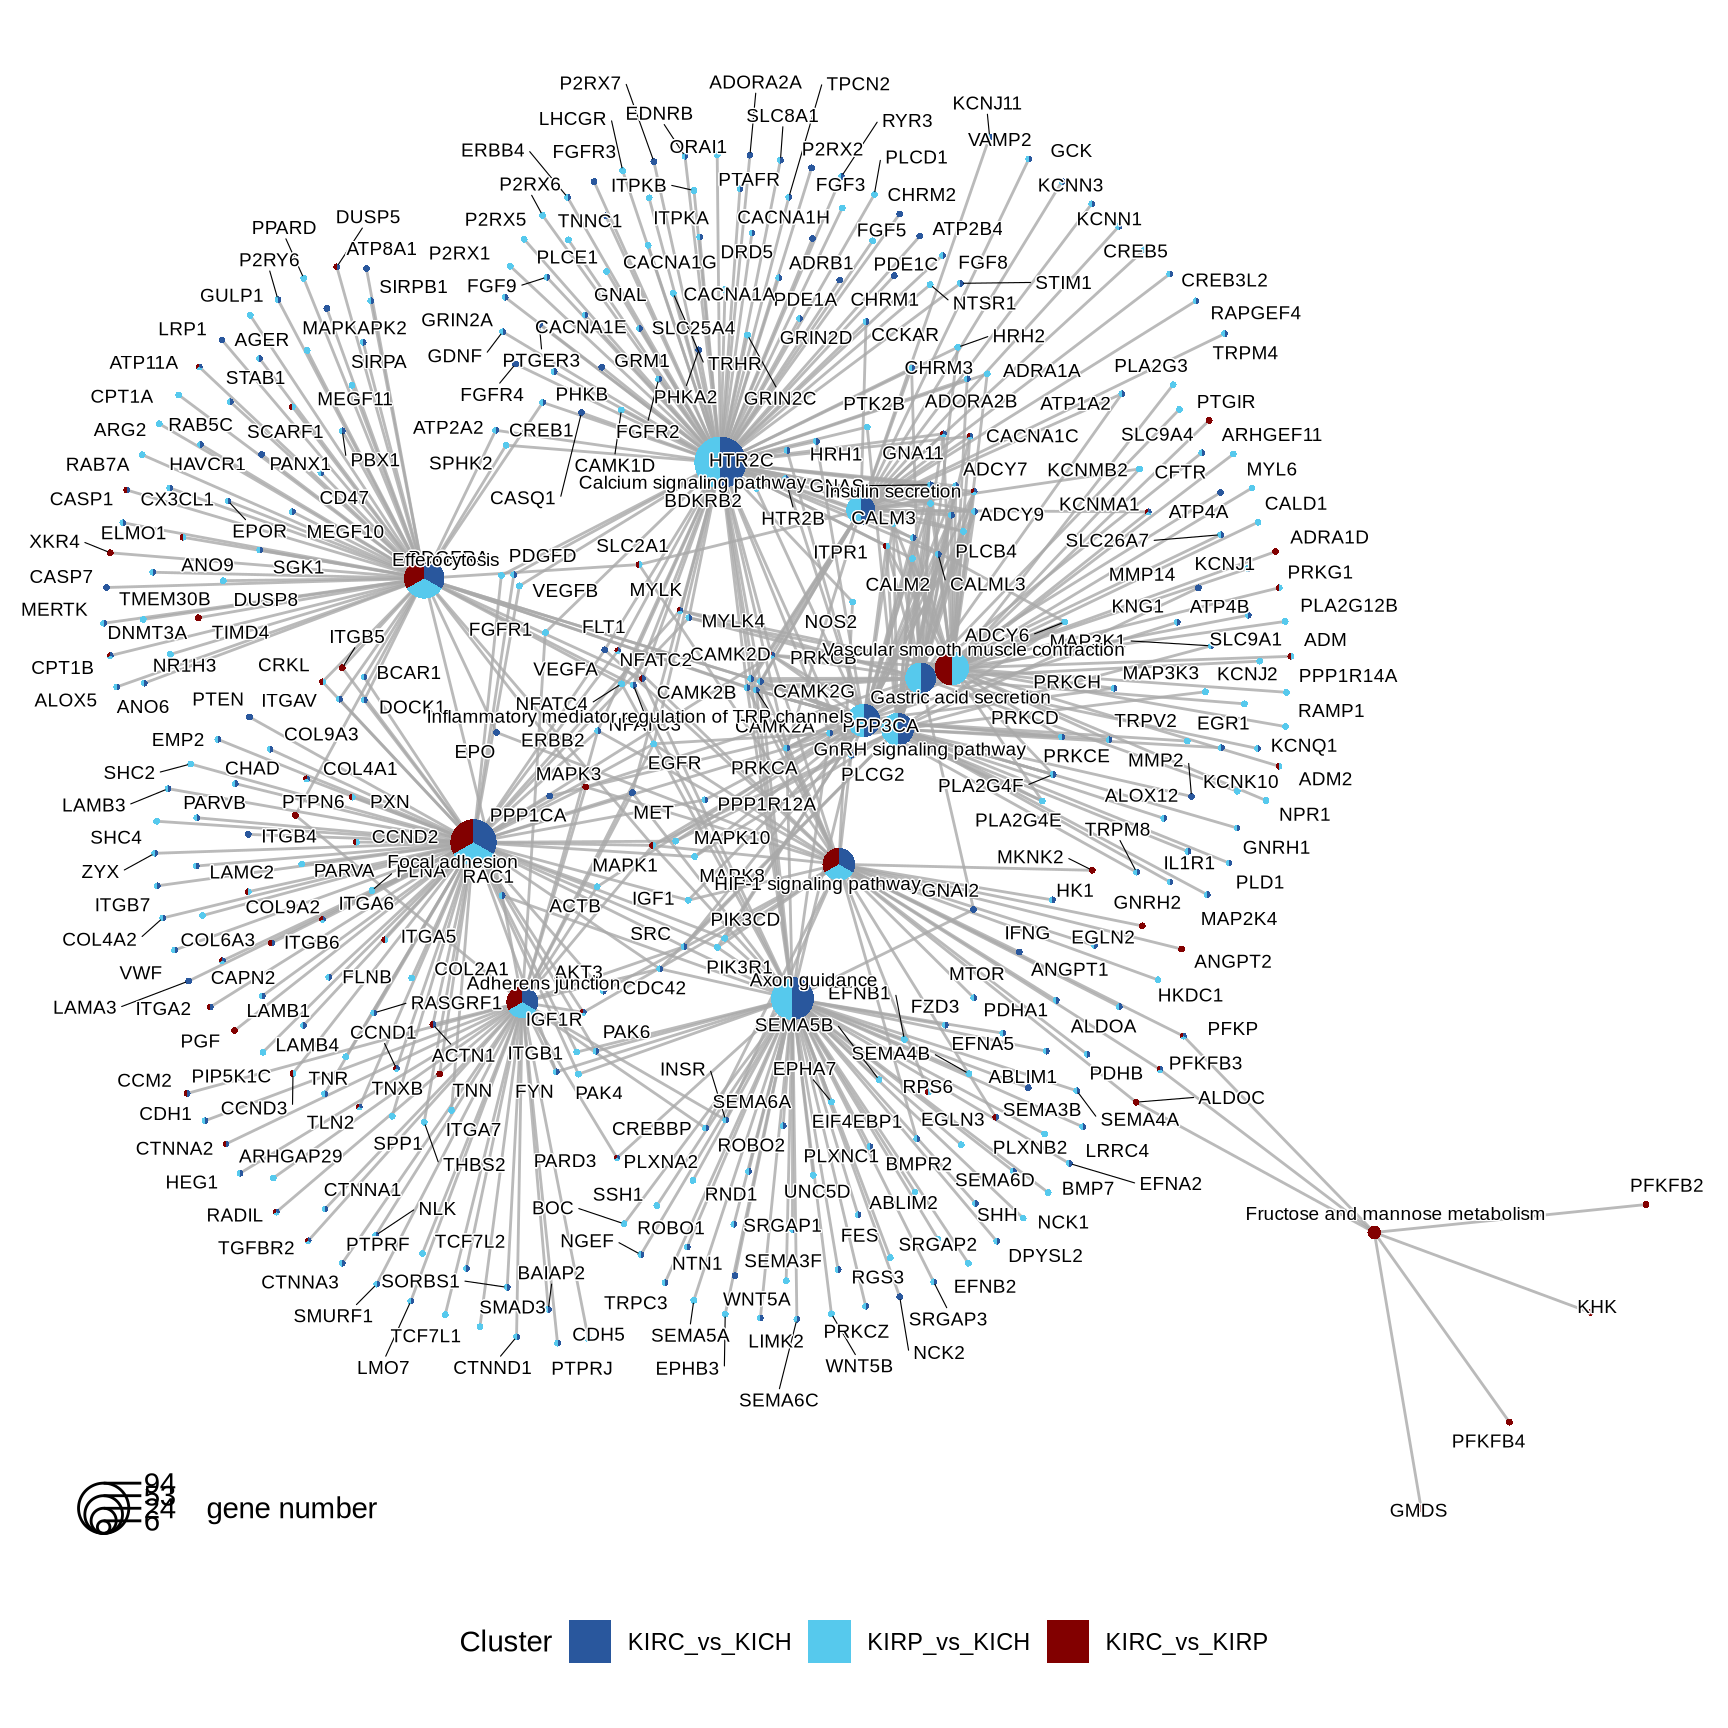 P2RX7 ADORA2A TPCN2
LHCGR EDNRB SLC8A1 RYR3 KCNJ11
ERBB4 FGFR3 ORAI1 P2RX2 PLCD1 VAMP2 GCK
P2RX6 ITPKB PTAFR FGF3 CHRM2 KCNN3
DUSP5 P2RX5 TNNC1 ITPKA CACNA1H FGF5 ATP2B4 KCNN1
PPARD ATP8A1 P2RX1 PLCE1 CACNA1G DRD5 ADRB1 PDE1C FGF8 CREB5
P2RY6 SIRPB1 FGF9 GNAL CACNA1A PDE1A CHRM1 NTSR1 STIM1 CREB3L2
GULP1 MAPKAPK2 GRIN2A CACNA1E SLC25A4 GRIN2D CCKAR HRH2 RAPGEF4
LRP1 AGER SIRPA GDNF PTGER3 GRM1 TRHR CHRM3 ADRA1A PLA2G3 TRPM4
ATP11A STAB1 MEGF11 FGFR4 PHKB PHKA2 GRIN2C PTK2B ADORA2B ATP1A2 PTGIR
CPT1A RAB5C SCARF1 ATP2A2 CREB1 FGFR2 HRH1 GNA11 CACNA1C SLC9A4 ARHGEF11
ARG2 HAVCR1 PANX1 PBX1 SPHK2 CAMK1D HTR2C ADCY7 KCNMB2 CFTR MYL6
RAB7A Calcium signaling pathway GNAS Insulin secretion
CASP1 CX3CL1 CD47 CASQ1 BDKRB2 HTR2B CALM3 ADCY9 KCNMA1 ATP4A CALD1
XKR4 ELMO1 EPOR MEGF10 SLC2A1 ITPR1 PLCB4 SLC26A7 ADRA1D
Efferocytosis PDGFD
CASP7 ANO9 SGK1 VEGFB MYLK CALM2 CALML3 MMP14 KCNJ1 PRKG1
MERTK TMEM30B DUSP8 KNG1 ATP4B PLA2G12B
DNMT3A TIMD4 ITGB5 FGFR1 FLT1 MYLK4 NOS2 ADCY6 MAP3K1 SLC9A1 ADM
CPT1B NR1H3 CRKL BCAR1 VEGFA NFATC2 CAMK2D PRKCB Vascular smooth muscle contraction
ALOX5 ANO6 PTEN ITGAV DOCK1 NFATC4 CAMK2B CAMK2G Gastric acid secretion PRKCH MAP3K3 KCNJ2 PPP1R14A
Inflammatory mediator regulation of TRP channels
EMP2 COL9A3 EPO ERBB2 NFATC3 CAMK2A PPP3CA PRKCD TRPV2 EGR1 RAMP1
GnRH signaling pathway
SHC2 CHAD COL4A1 MAPK3 EGFR PRKCA PLCG2 PRKCE MMP2 KCNQ1
LAMB3 PARVB PTPN6 PXN PPP1CA MET PPP1R12A PLA2G4F ALOX12 KCNK10 ADM2
SHC4 ITGB4 CCND2 MAPK10 PLA2G4E TRPM8 NPR1
ZYX LAMC2 PARVA Focal adhesion FLNA RAC1 MAPK1 MAPK8 MKNK2 IL1R1 GNRH1
HIF-1 signaling pathway
ITGB7 COL9A2 ITGA6 ACTB IGF1 GNAI2 HK1 GNRH2 PLD1
COL4A2 COL6A3 ITGB6 ITGA5 SRC PIK3CD IFNG EGLN2 MAP2K4
VWF CAPN2 FLNB COL2A1 AKT3 PIK3R1 MTOR ANGPT1 ANGPT2
Adherens junction CDC42 Axon guidance
LAMA3 ITGA2 LAMB1 RASGRF1 IGF1R EFNB1 FZD3 PDHA1 HKDC1
PGF LAMB4 CCND1 ACTN1 ITGB1 PAK6 SEMA5B EFNA5 ALDOA PFKP
CCM2 PIP5K1C TNR TNXB TNN FYN PAK4 INSR EPHA7 SEMA4B ABLIM1 PDHB PFKFB3
CDH1 CCND3 TLN2 SEMA6A RPS6 SEMA3B SEMA4A ALDOC
CTNNA2 ARHGAP29 SPP1 ITGA7 CREBBP ROBO2 EIF4EBP1 EGLN3 PLXNB2 LRRC4
HEG1 CTNNA1 THBS2 PARD3 PLXNA2 PLXNC1 BMPR2 SEMA6D BMP7 EFNA2
RADIL NLK BOC SSH1 RND1 UNC5D ABLIM2 SHH NCK1 PFKFB2
Fructose and mannose metabolism
TGFBR2 PTPRF TCF7L2 NGEF ROBO1 SRGAP1 FES SRGAP2 DPYSL2
CTNNA3 SORBS1 BAIAP2 NTN1 SEMA3F RGS3 EFNB2
SMURF1 SMAD3 TRPC3 WNT5A SRGAP3 KHK
TCF7L1 CDH5 SEMA5A LIMK2 PRKCZ
LMO7 CTNND1 PTPRJ EPHB3 WNT5B NCK2
SEMA6C
PFKFB4
GMDS
94
53
24
6
gene number
Cluster KIRC_vs_KICH KIRP_vs_KICH KIRC_vs_KIRP